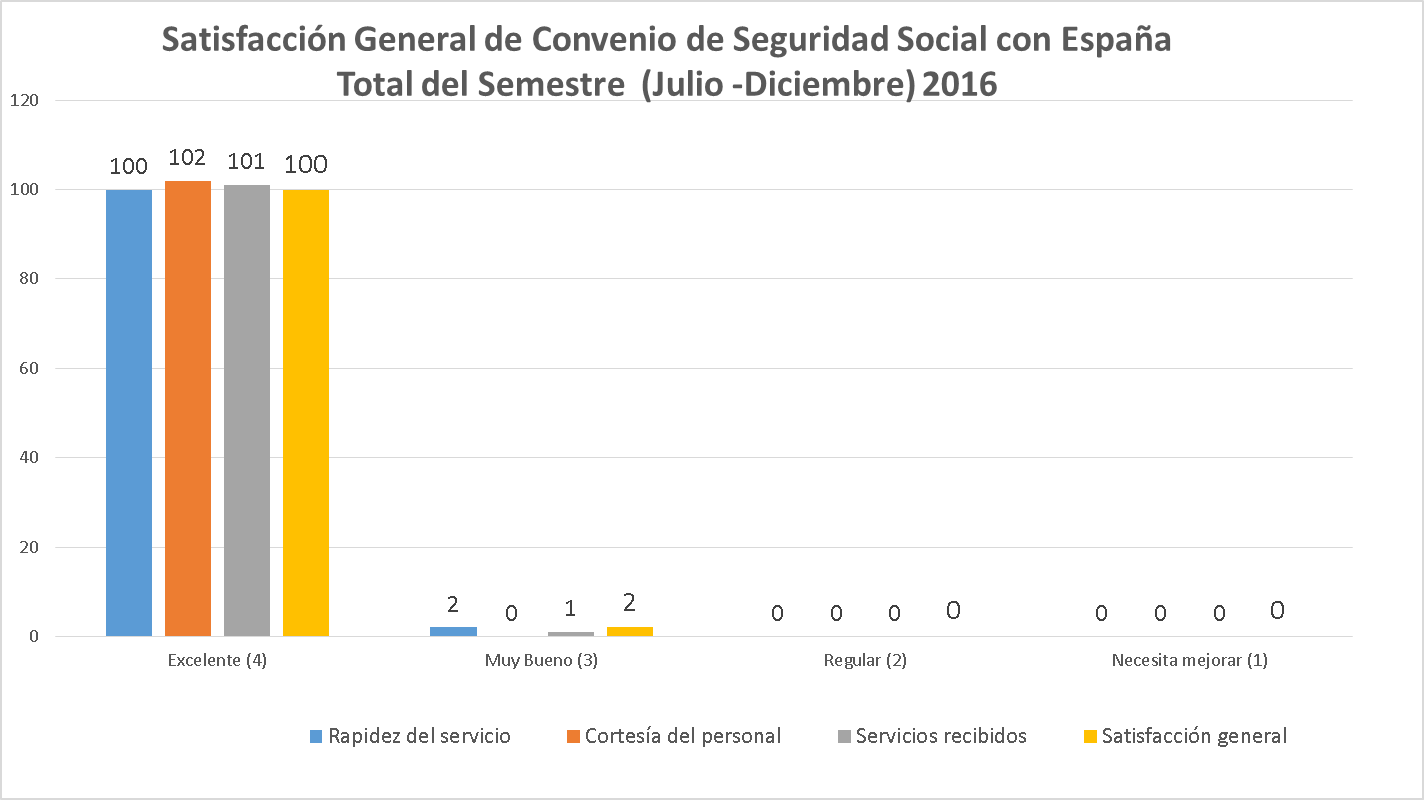 Satisfacción General de Convenio de Seguridad Social con España
Total del Semestre (Julio -Diciembre) 2016
120
100
80
60
40
20
0
100
102
101
100
2
0
1
2
0
0
0
0
0
0
0
0
Excelente (4)
Muy Bueno (3)
Regular (2)
Necesita mejorar (1)
Rapidez del servicio
Cortesía del personal
Servicios recibidos
Satisfacción general